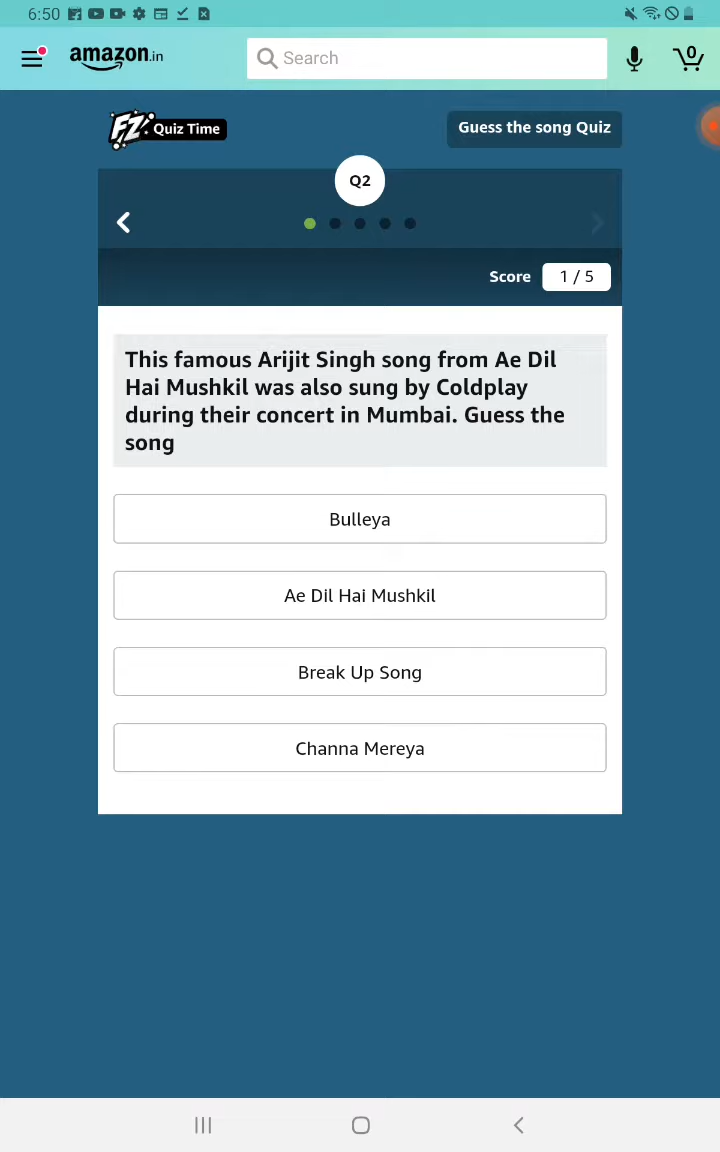 6:50
amazon.in
Search
0
FZ Quiz Time
Guess the song Quiz
Q2
Score 1 / 5
This famous Arijit Singh song from Ae Dil
Hai Mushkil was also sung by Coldplay
during their concert in Mumbai. Guess the
song
Bulleya
Ae Dil Hai Mushkil
Break Up Song
Channa Mereya